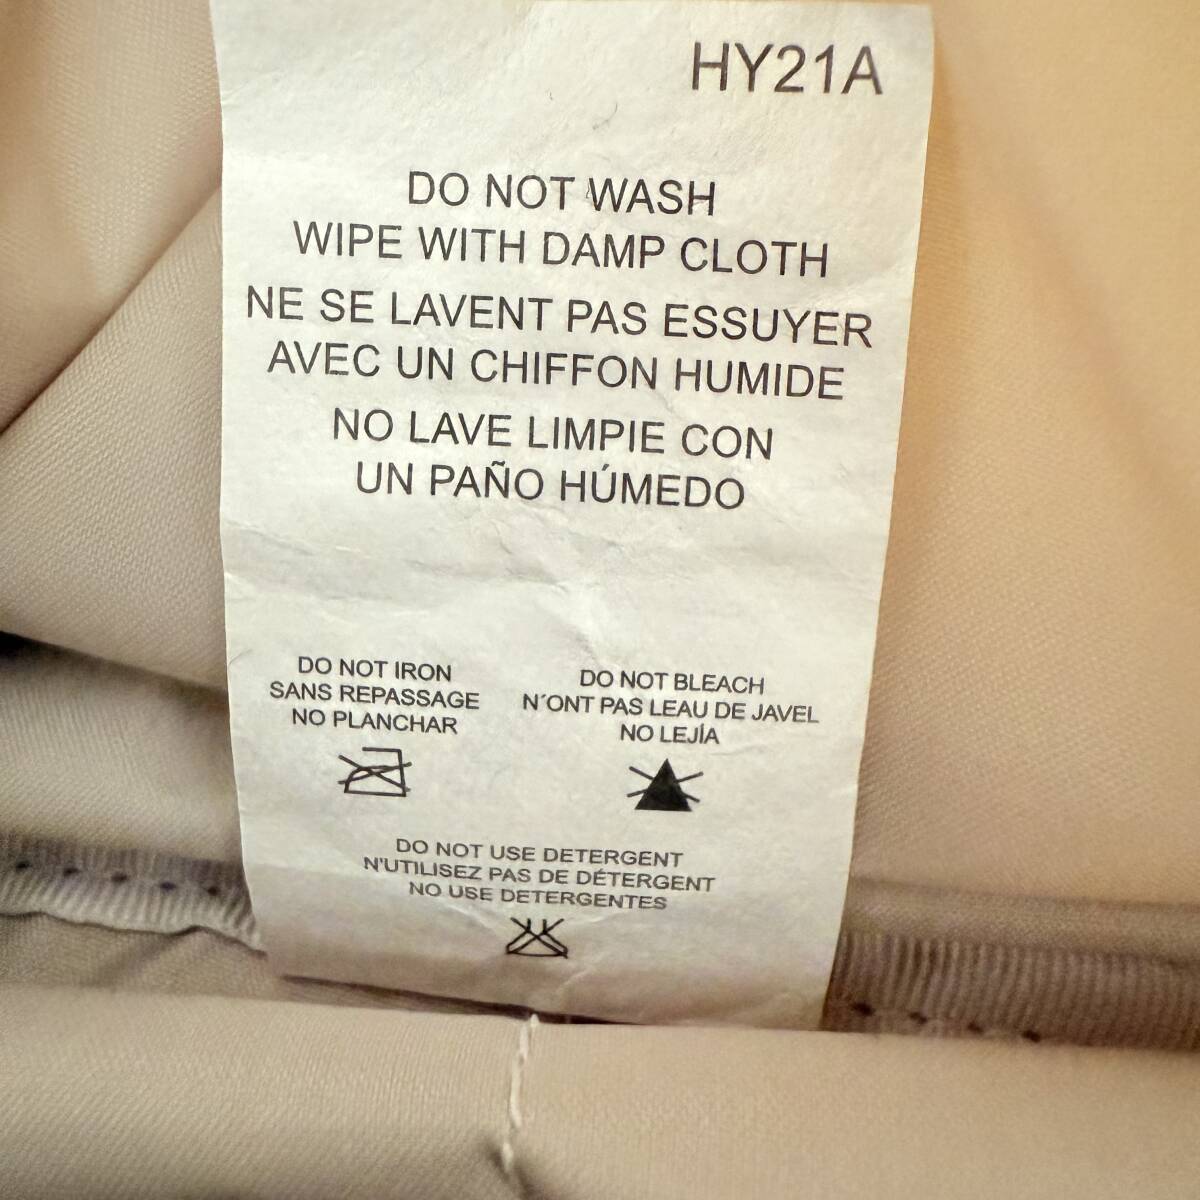 HY21A
DO NOT WASH
WIPE WITH DAMP CLOTH
NE SE LAVENT PAS ESSUYER
AVEC UN CHIFFON HUMIDE
NO LAVE LIMPIE CON
UN PAÑO HÚMEDO
DO NOT IRON
SANS REPASSAGE
NO PLANCHAR
DO NOT BLEACH
N´ONT PAS LEAU DE JAVEL
NO LEJÍA
DO NOT USE DETERGENT
N'UTILISEZ PAS DE DÉTERGENT
NO USE DETERGENTES